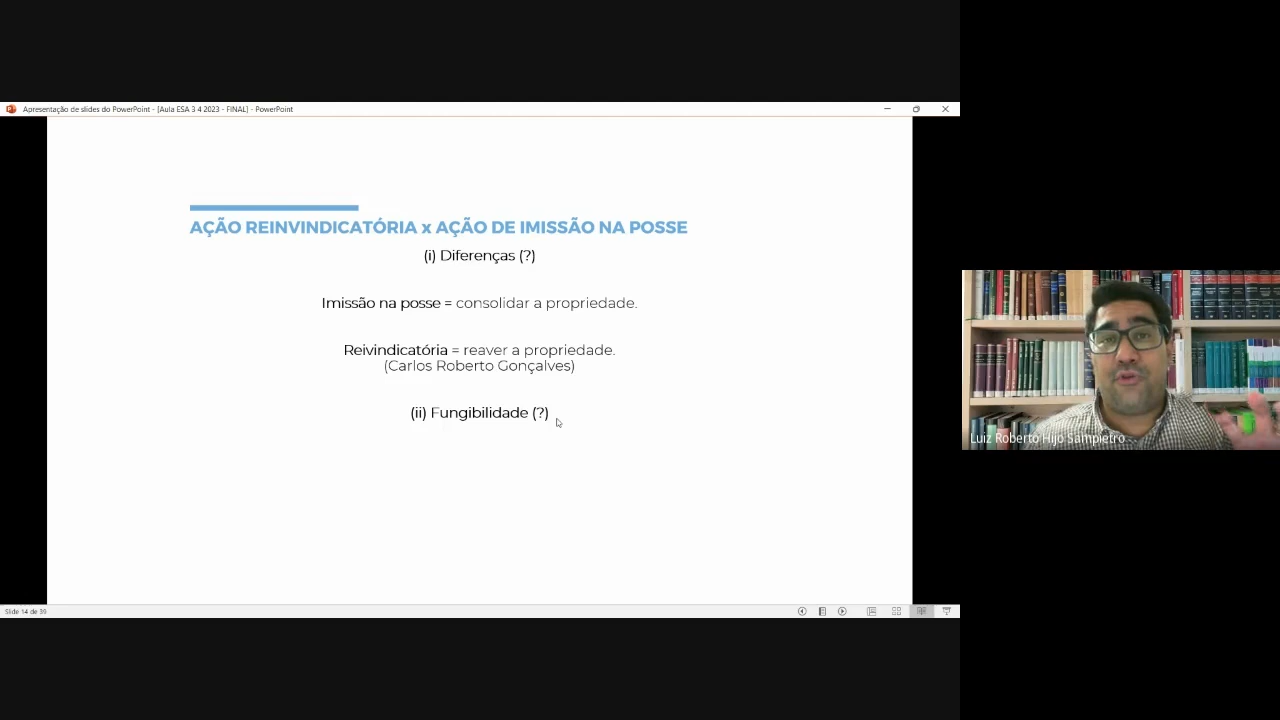 Apresentação de slides do PowerPoint - [Aula ESA 3 4 2023 - FINAL] - PowerPoint
AÇÃO REINVINDICATÓRIA x AÇÃO DE IMISSÃO NA POSSE
(i) Diferenças (?)
Imissão na posse = consolidar a propriedade.
Reivindicatória = reaver a propriedade.
(Carlos Roberto Gonçalves)
(ii) Fungibilidade (?)
Luiz Roberto Hijo Sampietro
Slide 14 de 39